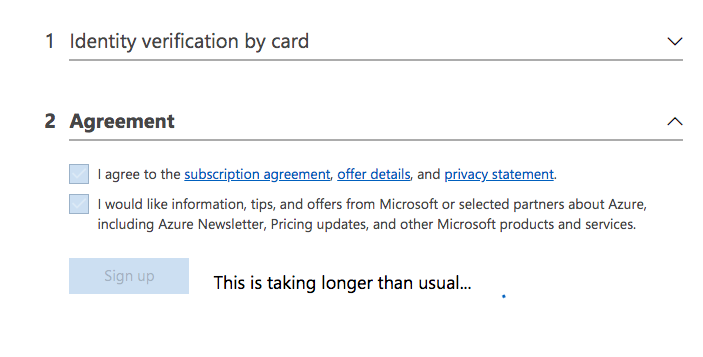 1 Identity verification by card
2 Agreement
I agree to the subscription agreement, offer details, and privacy statement.
I would like information, tips, and offers from Microsoft or selected partners about Azure,
including Azure Newsletter, Pricing updates, and other Microsoft products and services.
Sign up
This is taking longer than usual...